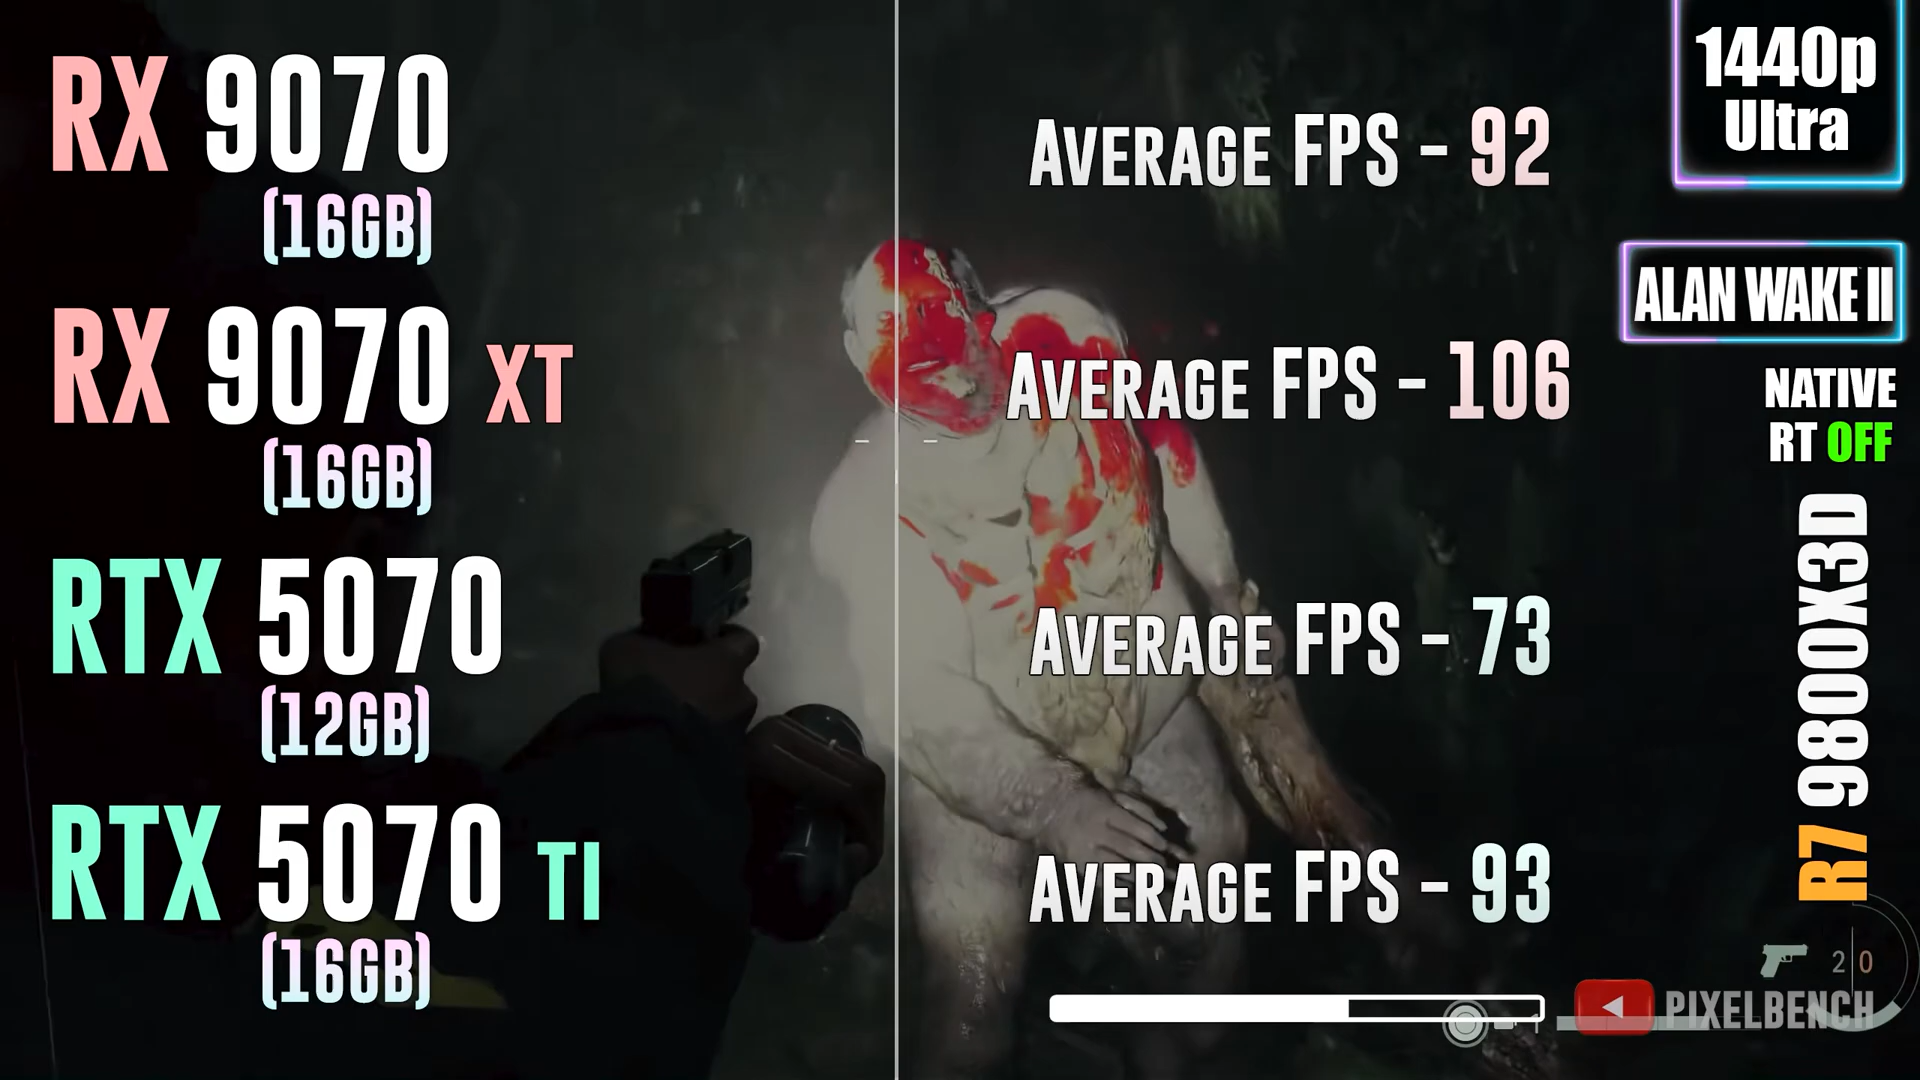 RX 9070
(16GB)
AVERAGE FPS - 92
RX 9070 XT
(16GB)
AVERAGE FPS - 106
RTX 5070
(12GB)
AVERAGE FPS - 73
RTX 5070 TI
(16GB)
AVERAGE FPS - 93
1440p
Ultra
ALAN WAKE II
NATIVE
RT OFF
R7 9800X3D
2 0
1
PIXELBENCH